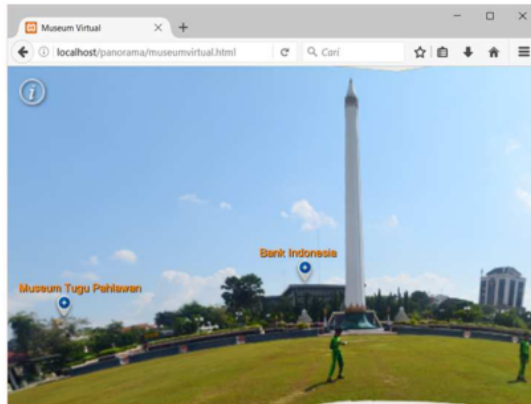 Museum Virtual
localhost/panorama/museumvirtual.html
Cari
i
Bank Indonesia
Museum Tugu Pahlawan